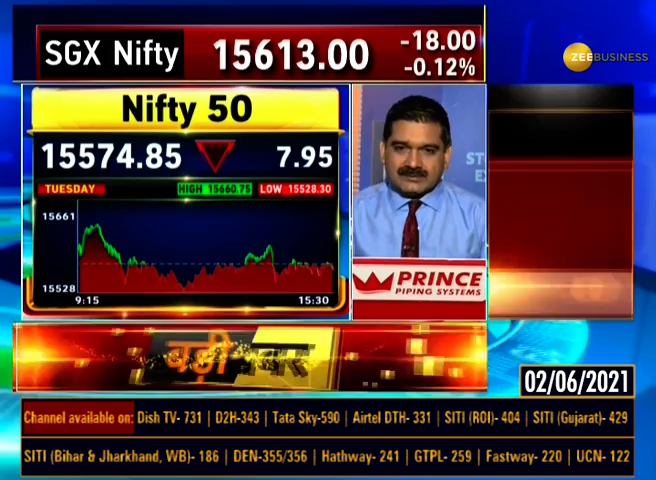 SGX Nifty 15613.00 -18.00
-0.12%
ZEE BUSINESS
Nifty 50
15574.85 7.95
TUESDAY HIGH 15660.75 LOW 15528.30
15661
15528
9:15 15:30
PRINCE
PIPING SYSTEMS
बड़ी
02/06/2021
Channel available on: Dish TV- 731 | D2H-343 | Tata Sky-590 | Airtel DTH- 331 | SITI (ROI)- 404 | SITI (Gujarat)- 429
SITI (Bihar & Jharkhand, WB)- 186 | DEN-355/356 | Hathway- 241 | GTPL- 259 | Fastway- 220 | UCN- 122